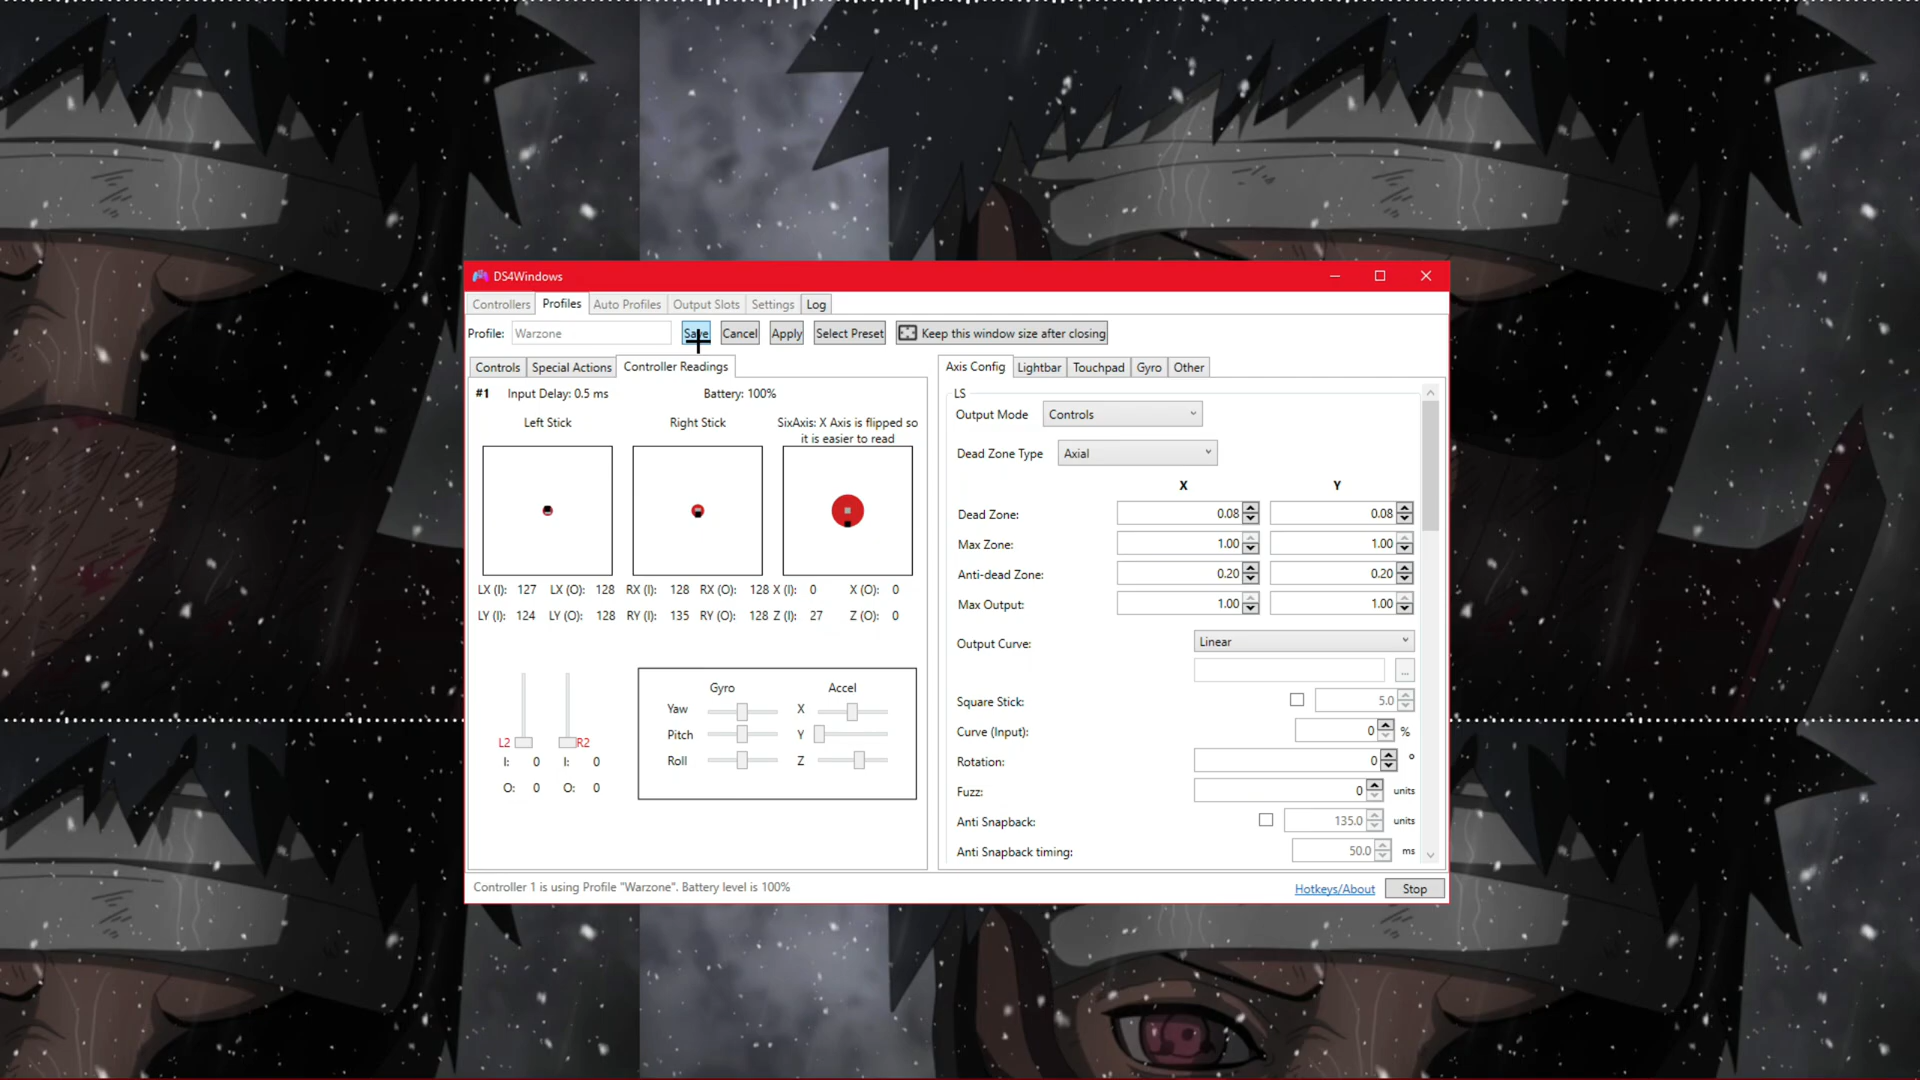 DS4Windows
Controllers Profiles Auto Profiles Output Slots Settings Log
Profile: Warzone Save Cancel Apply Select Preset Keep this window size after closing
Controls Special Actions Controller Readings
Axis Config Lightbar Touchpad Gyro Other
#1 Input Delay: 0.5 ms Battery: 100%
Left Stick Right Stick SixAxis: X Axis is flipped so
it is easier to read
LX (I): 127 LX (O): 128 RX (I): 128 RX (O): 128 X (I): 0 X (O): 0
LY (I): 124 LY (O): 128 RY (I): 135 RY (O): 128 Z (I): 27 Z (O): 0
L2 R2
I: 0 I: 0
O: 0 O: 0
Gyro Accel
Yaw X
Pitch Y
Roll Z
LS
Output Mode Controls
Dead Zone Type Axial
X Y
Dead Zone: 0.08 0.08
Max Zone: 1.00 1.00
Anti-dead Zone: 0.20 0.20
Max Output: 1.00 1.00
Output Curve: Linear
...
Square Stick: 5.0
Curve (Input): 0 %
Rotation: 0 °
Fuzz: 0 units
Anti Snapback: 135.0 units
Anti Snapback timing: 50.0 ms
Controller 1 is using Profile "Warzone". Battery level is 100%
Hotkeys/About Stop